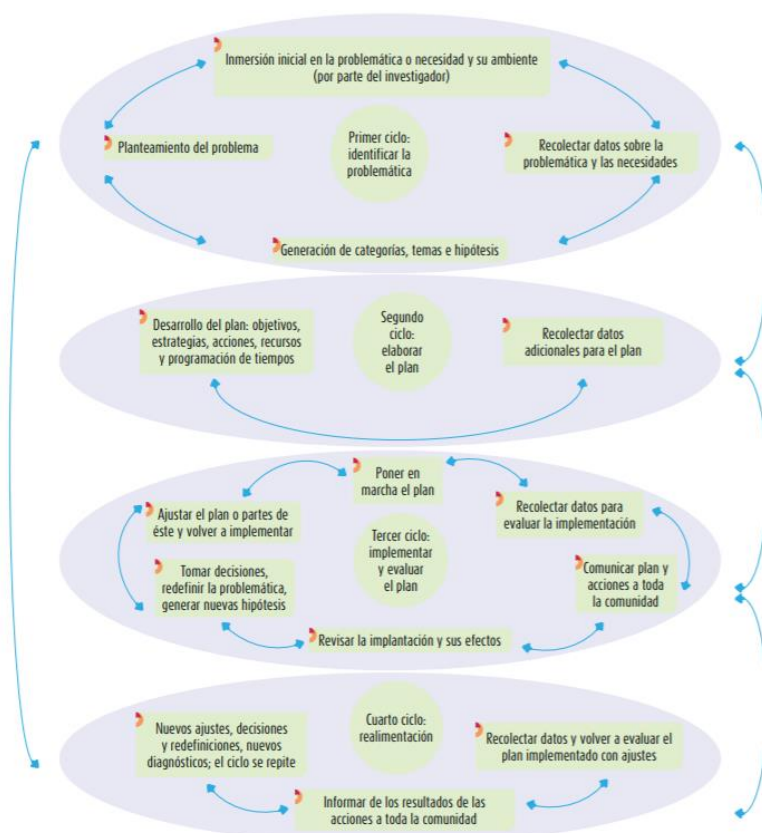 Inmersión inicial en la problemática o necesidad y su ambiente
(por parte del investigador)
Planteamiento del problema
Primer ciclo:
identificar la
problemática
Recolectar datos sobre la
problemática y las necesidades
Generación de categorías, temas e hipótesis
Desarrollo del plan: objetivos,
estrategias, acciones, recursos
y programación de tiempos
Segundo
ciclo:
elaborar
el plan
Recolectar datos
adicionales para el plan
Poner en
marcha el plan
Ajustar el plan o partes de
éste y volver a implementar
Recolectar datos para
evaluar la implementación
Tercer ciclo:
implementar
y evaluar
el plan
Tomar decisiones,
redefinir la problemática,
generar nuevas hipótesis
Comunicar plan y
acciones a toda
la comunidad
Revisar la implantación y sus efectos
Cuarto ciclo:
realimentación
Nuevos ajustes, decisiones
y redefiniciones, nuevos
diagnósticos; el ciclo se repite
Recolectar datos y volver a evaluar el
plan implementado con ajustes
Informar de los resultados de las
acciones a toda la comunidad